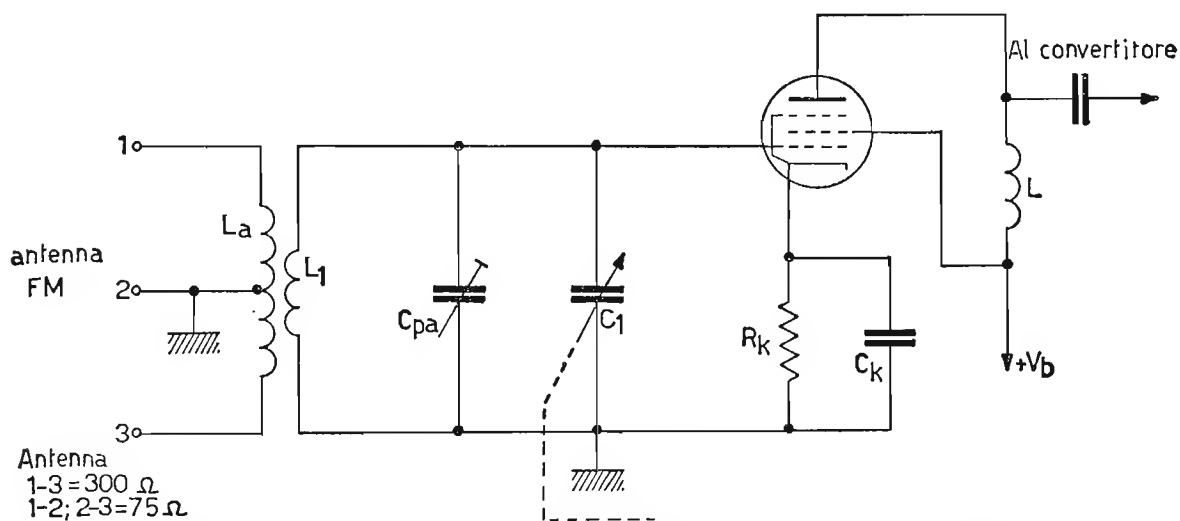 Al convertitore
1
La
L1
antenna
FM
2
Cpa
C1
Rk
Ck
L
+Vb
3
Antenna
1-3=300 Ω
1-2; 2-3=75 Ω